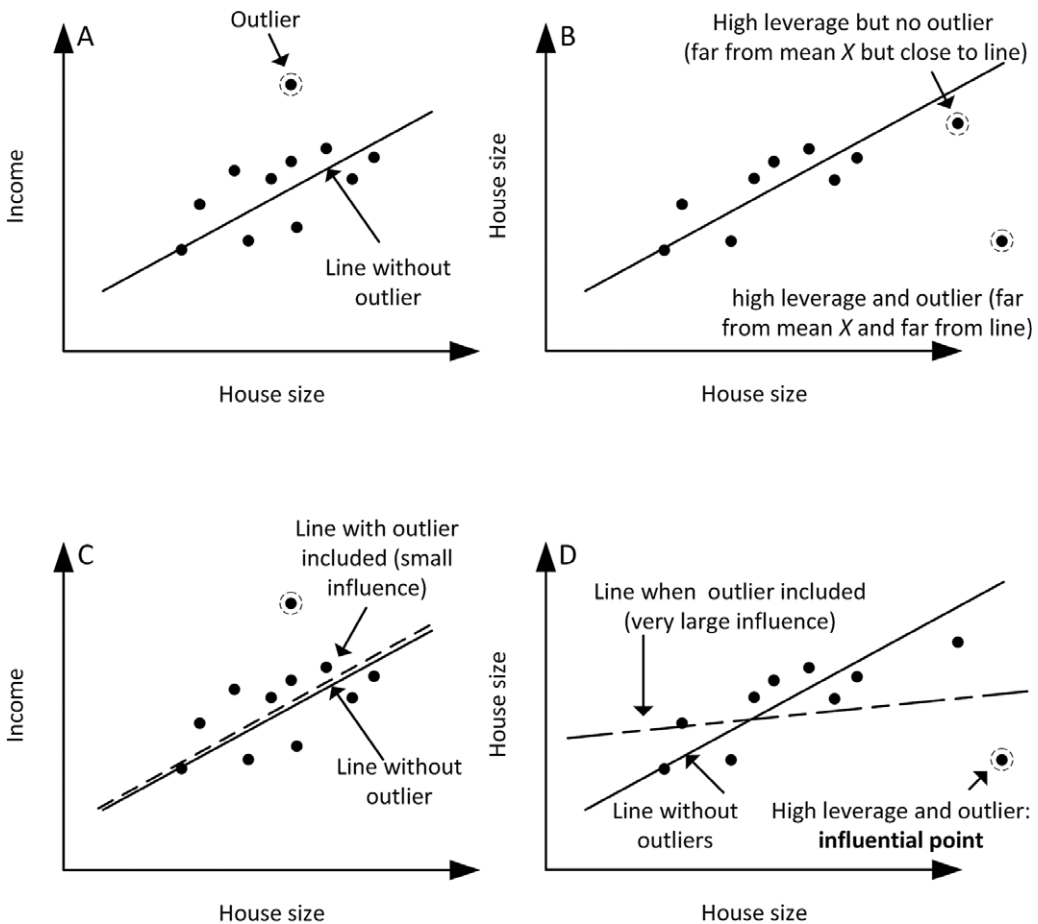 A
Outlier
Income
Line without
outlier
House size
B
High leverage but no outlier
(far from mean X but close to line)
House size
high leverage and outlier (far
from mean X and far from line)
House size
C
Line with outlier
included (small
influence)
Income
Line without
outlier
House size
D
Line when outlier included
(very large influence)
House size
Line without
outliers
High leverage and outlier:
influential point
House size